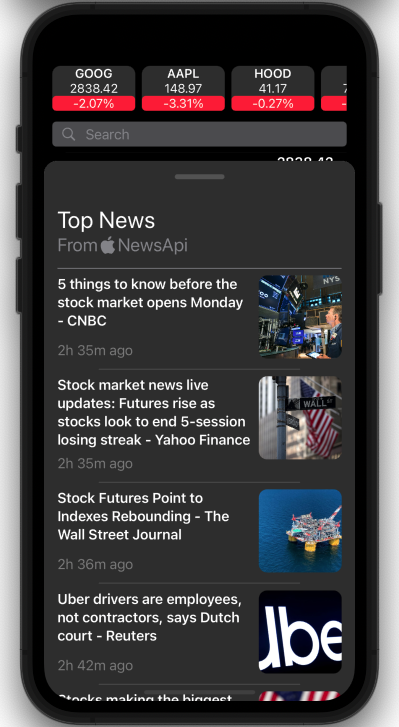 GOOG AAPL HOOD
2838.42 148.97 41.17
-2.07% -3.31% -0.27%
Search
Top News
From NewsApi
5 things to know before the
stock market opens Monday
- CNBC
2h 35m ago
NYS
Stock market news live
updates: Futures rise as
stocks look to end 5-session
losing streak - Yahoo Finance
2h 35m ago
WALL ST
Stock Futures Point to
Indexes Rebounding - The
Wall Street Journal
2h 36m ago
Uber drivers are employees,
not contractors, says Dutch
court - Reuters
2h 42m ago
Ube
Stocks making the biggest